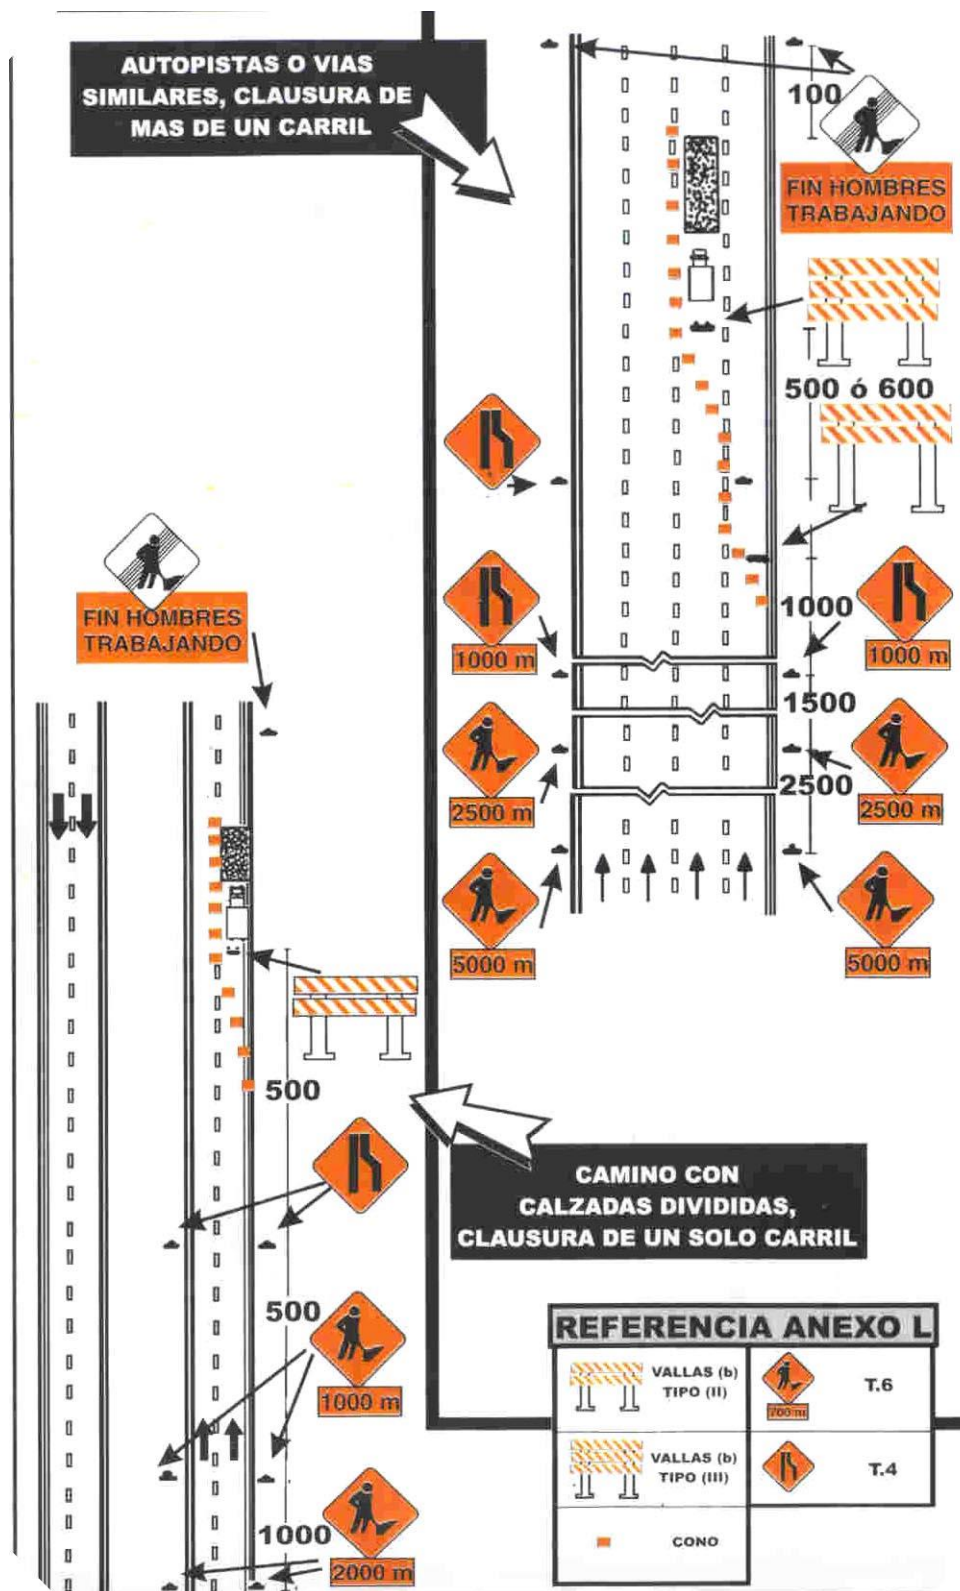 AUTOPISTAS O VIAS
SIMILARES, CLAUSURA DE
MAS DE UN CARRIL
100
FIN HOMBRES
TRABAJANDO
500 ó 600
1000
1000 m
1000 m
1500
2500 m
2500 m
2500
5000 m
5000 m
FIN HOMBRES
TRABAJANDO
500
500
1000 m
1000
2000 m
CAMINO CON
CALZADAS DIVIDIDAS,
CLAUSURA DE UN SOLO CARRIL
REFERENCIA ANEXO L
VALLAS (b)
TIPO (II)
T.6
700 m
VALLAS (b)
TIPO (III)
T.4
CONO